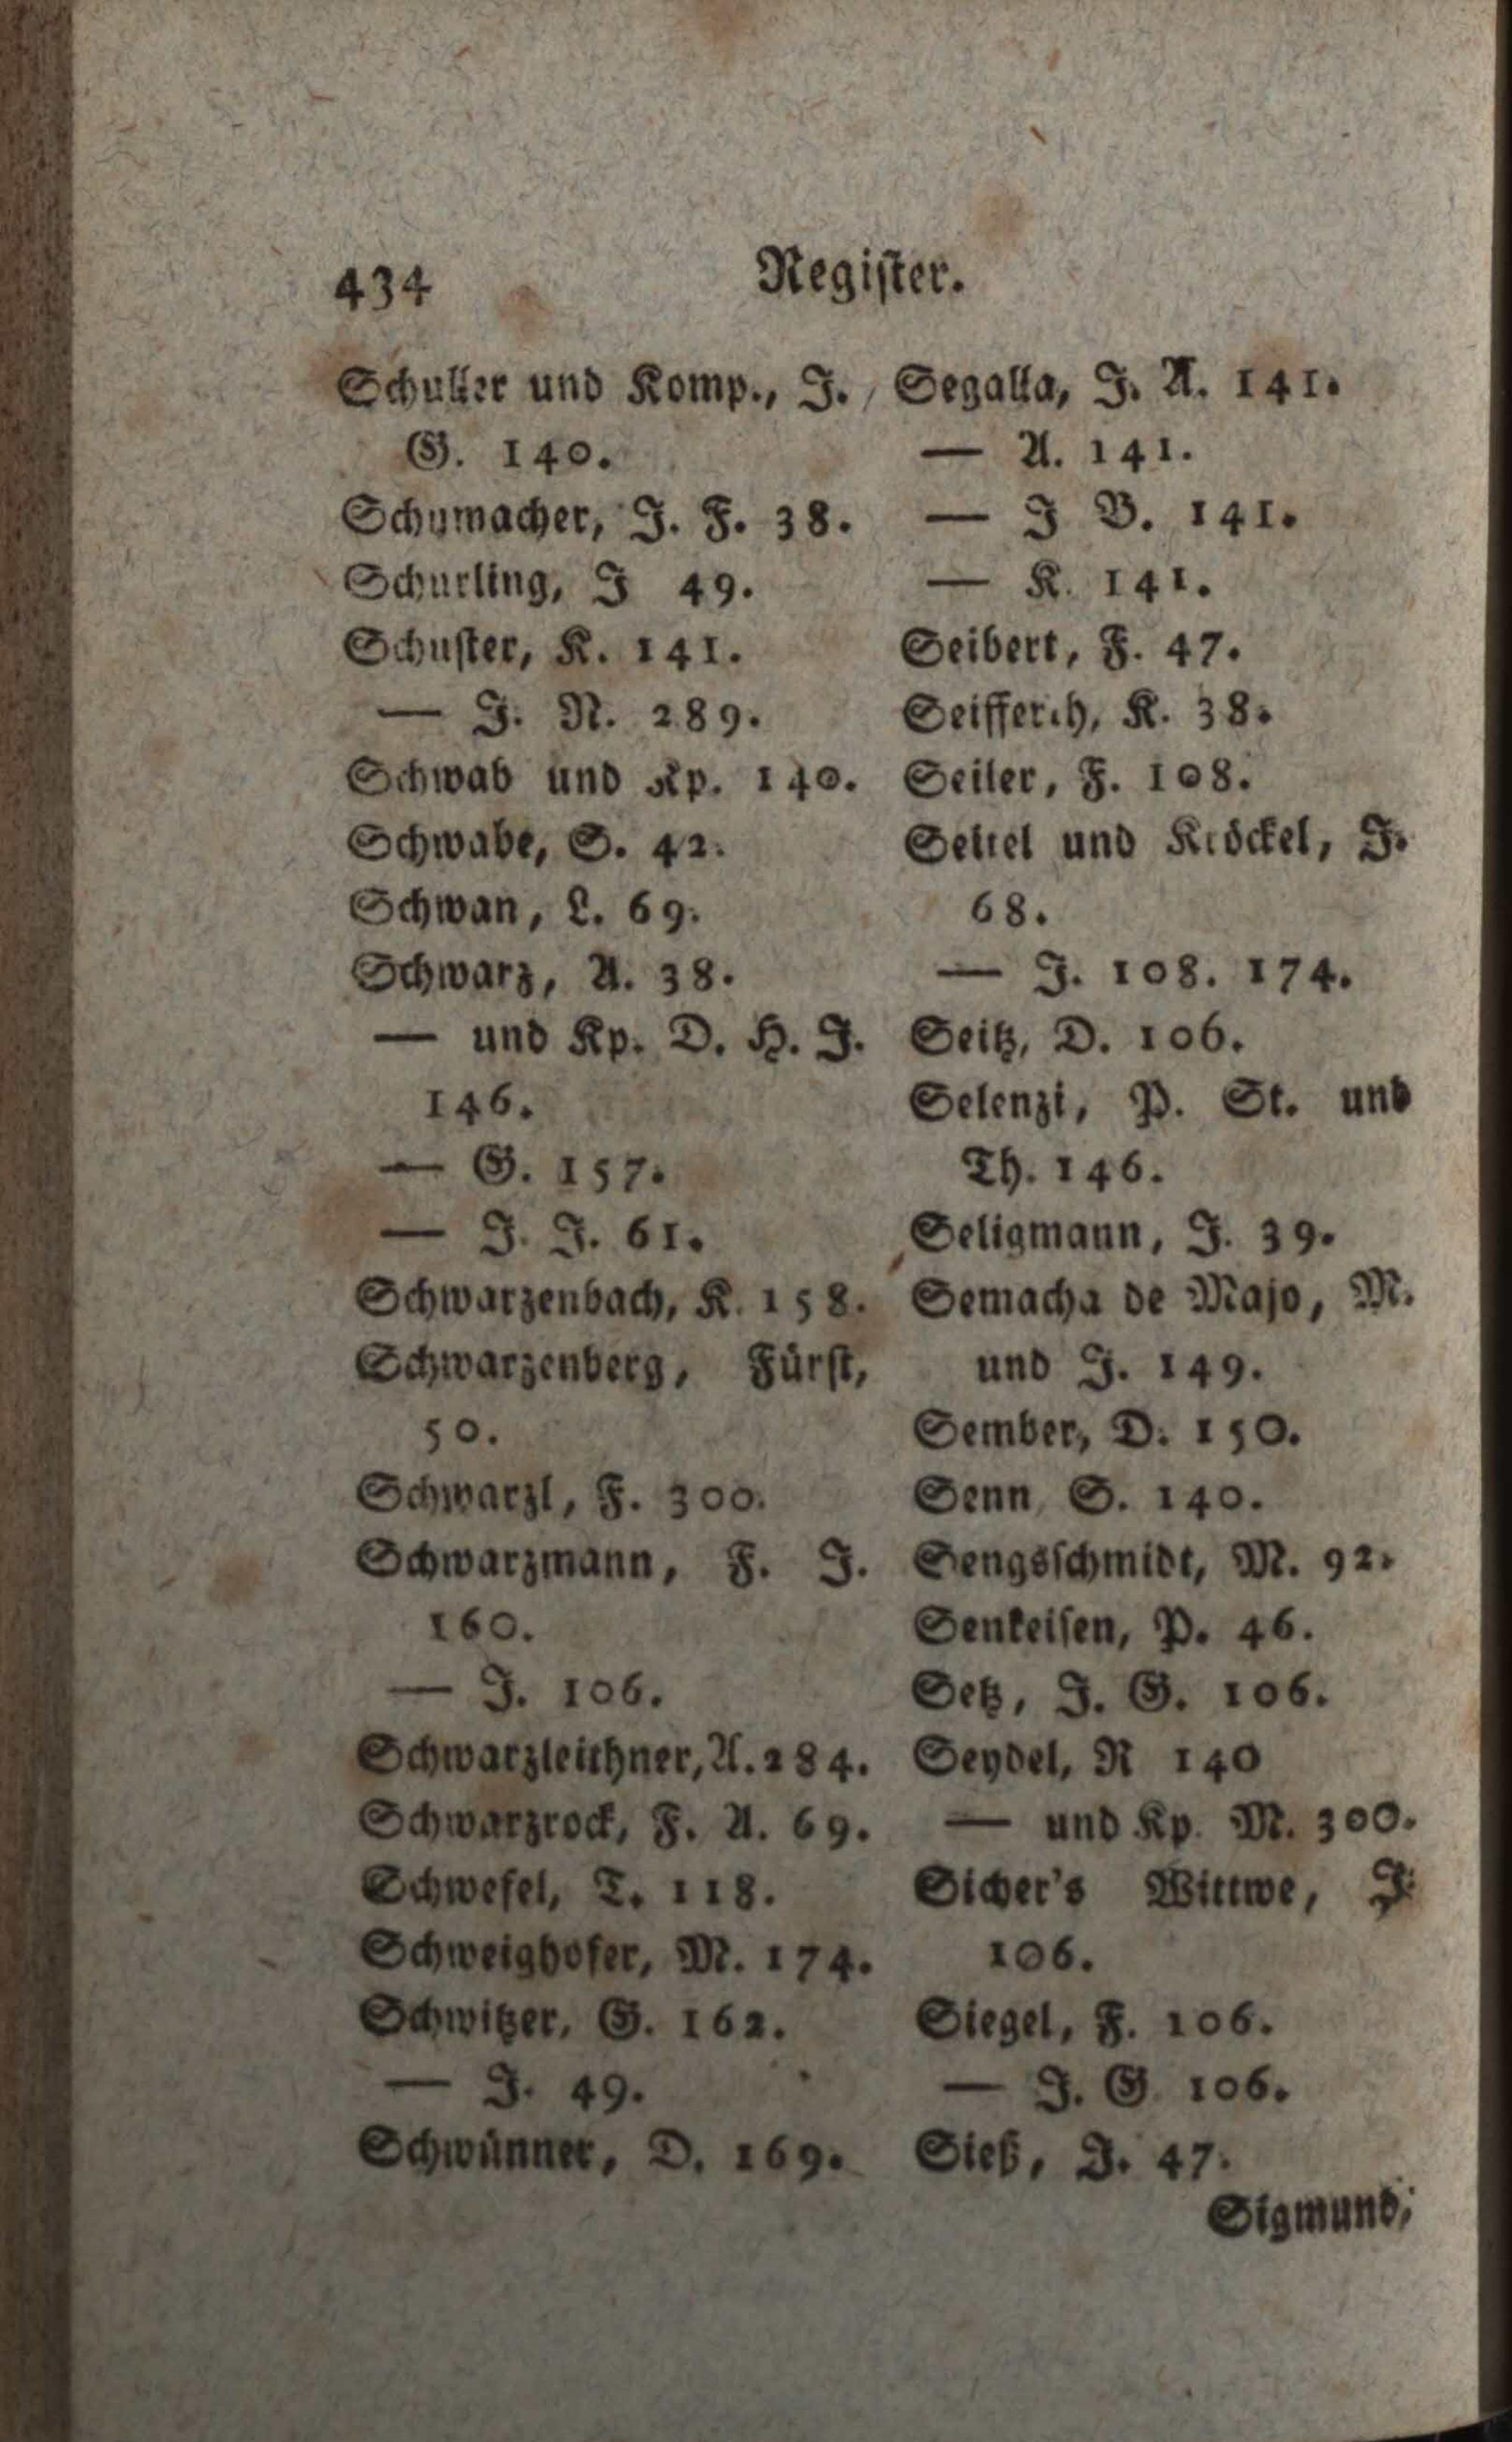 434
Register.
Schuller und Komp., J.
G. 140.
Schumacher, J. F. 38.
Schurling, J 49.
Schuster, K. 141.
— J. N. 289.
Schwab und Kp. 140.
Schwabe, S. 42.
Schwan, L. 69.
Schwarz, A. 38.
— und Kp. D. H. J.
146.
— G. 157.
— J. J. 61.
Schwarzenbach, K. 158.
Schwarzenberg, Fürst,
50.
Schwarzl, F. 300.
Schwarzmann, F. J.
160.
— J. 106.
Schwarzleithner, A. 284.
Schwarzrock, F. A. 69.
Schwefel, T. 118.
Schweighofer, M. 174.
Schwitzer, G. 162.
— J. 49.
Schwünner, D. 169.
Segalla, J. A. 141.
— A. 141.
— J B. 141.
— K. 141.
Seibert, F. 47.
K. 38.
Seiler, F. 108.
Seitel und Kröckel, J.
68.
— J. 108. 174.
Seitz, D. 106.
Selenzi, P. St. und
Th. 146.
Seligmann, J. 39.
Semacha de Majo, M.
und J. 149.
Sember, D. 150.
Senn S. 140.
Sengsschmidt, M. 92.
Senkeisen, P. 46.
Setz, J. G. 106.
Seydel, R 140
— und Kp. M. 300.
Sicher's Wittwe, J.
106.
Siegel, F. 106.
— J. G. 106.
Sieß, J. 47.
Sigmund,